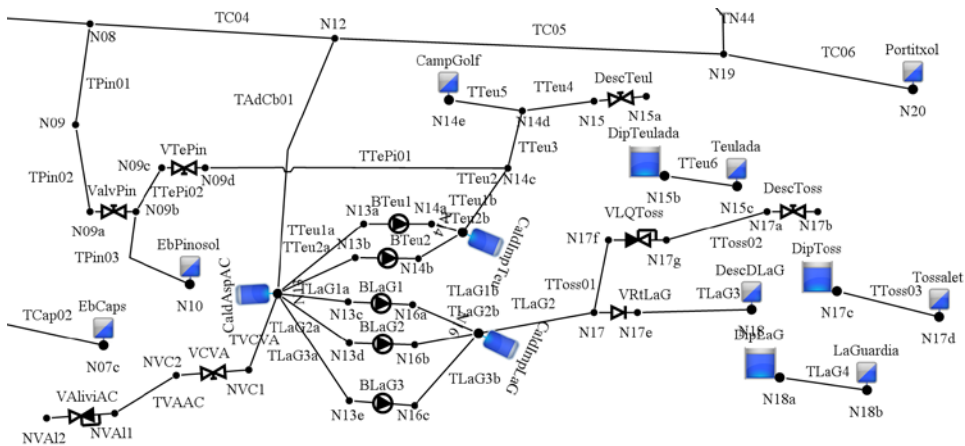 TC04
N12
TC05
TN44
N08
N19
TC06
Portitxol
N20
CampGolf
DescTeul
TPin01
TAdCb01
TTeu5
TTeu4
N14e
N14d
N15
N15a
N09
DipTeulada
VTePin
TTeu3
Teulada
N09c
N09d
TTePi01
TTeu2
N14c
TTeu6
TPin02
ValvPin
TTePi02
N15b
N15c
DescToss
N09a
N09b
N13a
BTeu1
N14a
TTeu1b
TTeu2b
VLQToss
N17a
N17b
TTeu1a
TTeu2a
N13b
BTeu2
N17f
N17g
TToss02
DipToss
TPin03
EbPinosol
N14b
CaldImpTeu
N10
CaldAspAC
TLaG1a
BLaG1
TLaG1b
TLaG2b
TLaG2
TToss01
VRtLaG
DescDLaG
TLaG3
TToss03
Tossalet
EbCaps
TCap02
N13c
N16a
N17
N17e
N18
N17c
N17d
TLaG2a
BLaG2
TVCVA
TLaG3a
N13d
N16b
CaldImpLaG
DipLaG
LaGuardia
N07c
NVC2
VCVA
NVC1
BLaG3
TLaG3b
TLaG4
VAliviAC
TVAAC
N13e
N16c
N18a
N18b
NVAl2
NVAl1